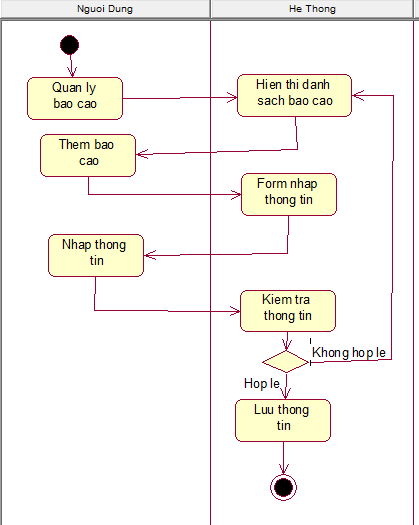 Nguoi Dung
He Thong
Quan ly
bao cao
Hien thi danh
sach bao cao
Them bao
cao
Form nhap
thong tin
Nhap thong
tin
Kiem tra
thong tin
Khong hop le
Hop le
Luu thong
tin